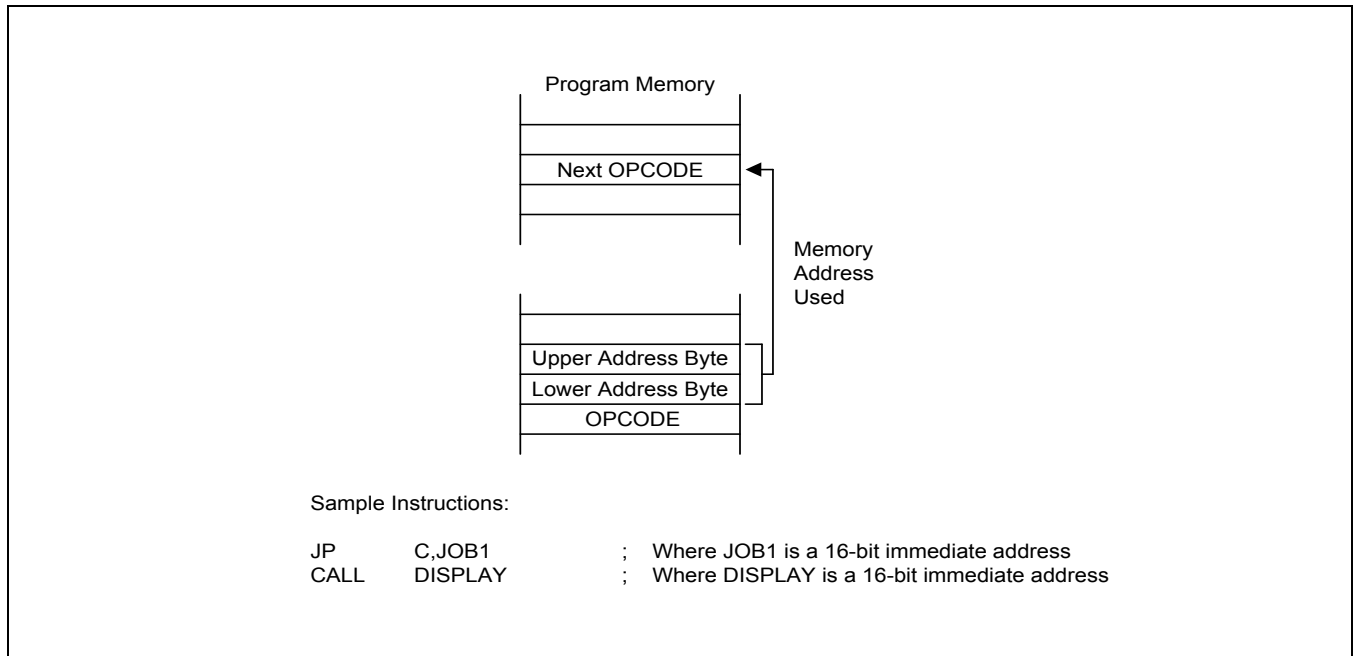 Program Memory
Next OPCODE
Memory
Address
Used
Upper Address Byte
Lower Address Byte
OPCODE
Sample Instructions:
JP C,JOB1 ; Where JOB1 is a 16-bit immediate address
CALL DISPLAY ; Where DISPLAY is a 16-bit immediate address